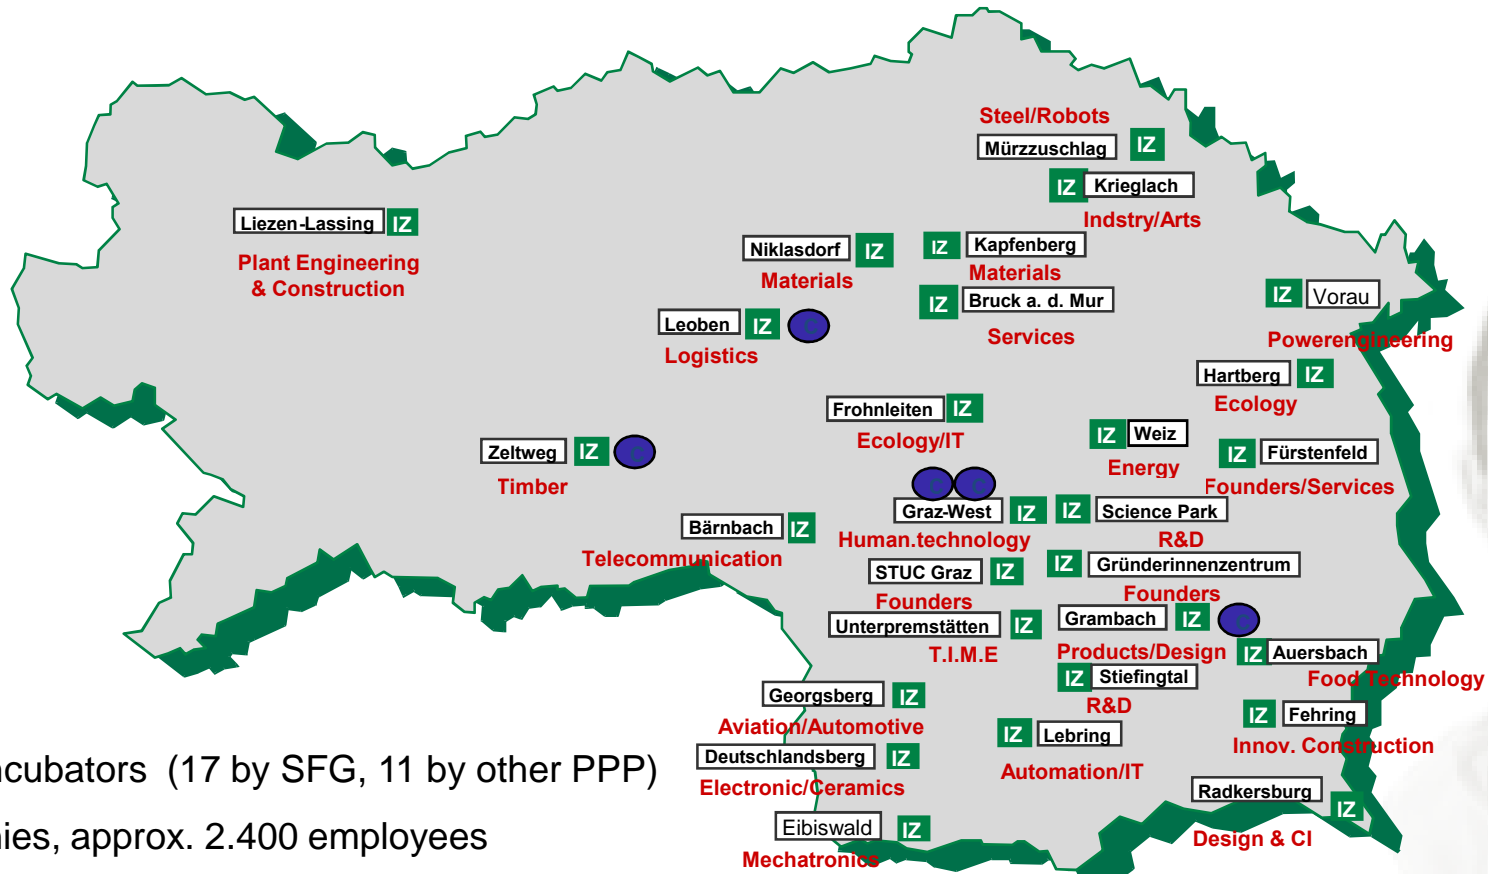 Steel/Robots
Mürzzuschlag IZ
IZ Krieglach
Indstry/Arts
Liezen-Lassing IZ
Plant Engineering
& Construction
Niklasdorf IZ
Materials
IZ Kapfenberg
Materials
IZ Bruck a. d. Mur
Services
IZ Vorau
Powerengineering
Leoben IZ C
Logistics
Hartberg IZ
Ecology
Frohnleiten IZ
Ecology/IT
IZ Weiz
Energy
IZ Fürstenfeld
Founders/Services
Zeltweg IZ C
Timber
C C
Graz-West IZ
Human.technology
IZ Science Park
R&D
Bärnbach IZ
Telecommunication
STUC Graz IZ
Founders
IZ Gründerinnenzentrum
Founders
Unterpremstätten IZ
T.I.M.E
Grambach IZ C
Products/Design
IZ Auersbach
Food Technology
IZ Stiefingtal
R&D
Georgsberg IZ
Aviation/Automotive
IZ Fehring
Innov. Construction
IZ Lebring
Automation/IT
Deutschlandsberg IZ
Electronic/Ceramics
Radkersburg IZ
Design & CI
Eibiswald IZ
Mechatronics
ncubators (17 by SFG, 11 by other PPP)
nies, approx. 2.400 employees